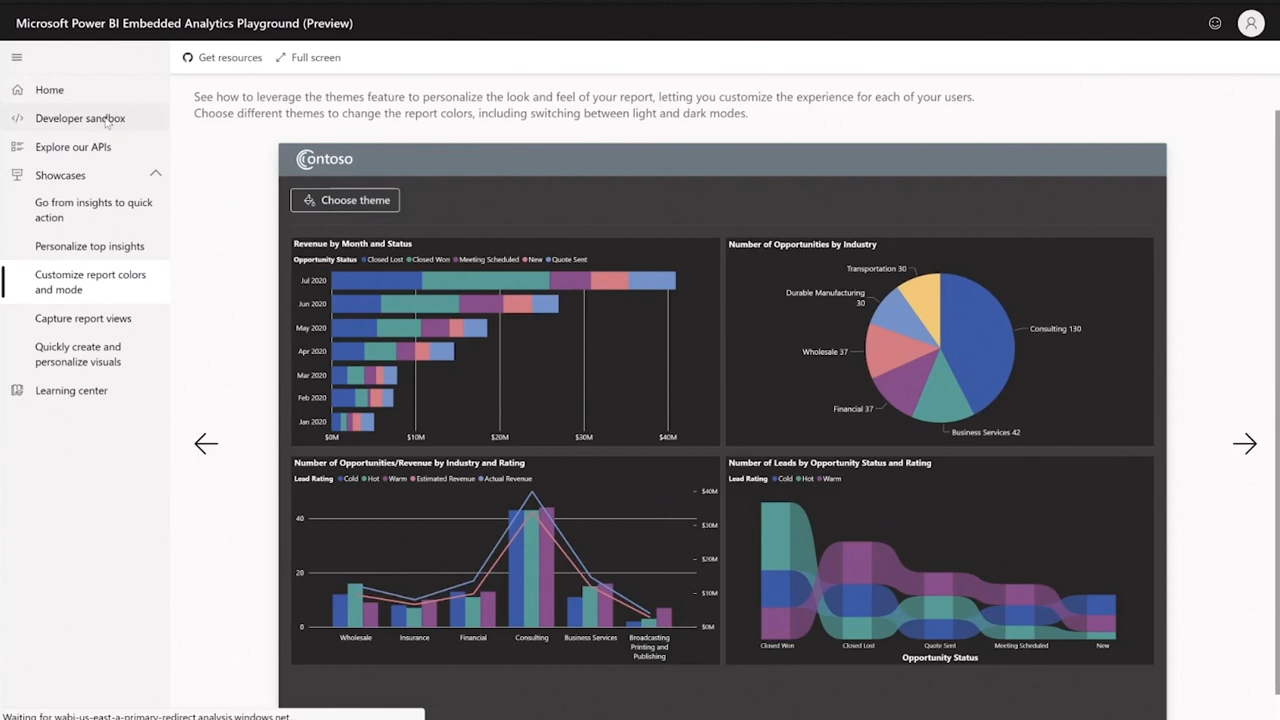 Microsoft Power BI Embedded Analytics Playground (Preview)
Get resources
Full screen
Home
Developer sandbox
Explore our APIs
Showcases
Go from insights to quick
action
Personalize top insights
Customize report colors
and mode
Capture report views
Quickly create and
personalize visuals
Learning center
See how to leverage the themes feature to personalize the look and feel of your report, letting you customize the experience for each of your users.
Choose different themes to change the report colors, including switching between light and dark modes.
Contoso
Choose theme
Revenue by Month and Status
Opportunity Status Closed Lost Closed Won Meeting Scheduled New Quote Sent
Jul 2020
Jun 2020
May 2020
Apr 2020
Mar 2020
Feb 2020
Jan 2020
$0M $10M $20M $30M $40M
Number of Opportunities by Industry
Transportation 30
Durable Manufacturing
30
Consulting 130
Wholesale 37
Financial 37
Business Services 42
Number of Opportunities/Revenue by Industry and Rating
Lead Rating Cold Hot Warm Estimated Revenue Actual Revenue
$40M
40
$30M
$20M
20
$10M
0 $0M
Wholesale Insurance Financial Consulting Business Services Broadcasting
Printing and
Publishing
Number of Leads by Opportunity Status and Rating
Lead Rating Cold Hot Warm
Closed Won Closed Lost Quote Sent Meeting Scheduled New
Opportunity Status
Waiting for wabi-us-east-a-primary-redirect.analysis.windows.net...